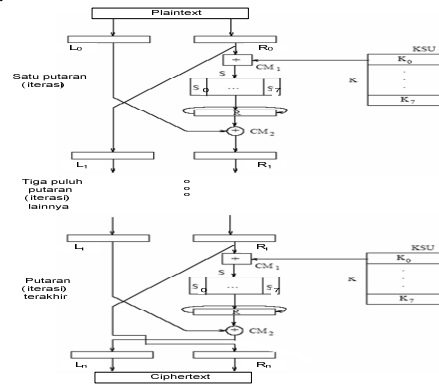 Plaintext
L0 R0 KSU
CM1 K0
Satu putaran
(iterasi)
S K
S0 ... S7
K7
R
CM2
L1 R1
Tiga puluh
putaran
(iterasi)
lainnya
Li Ri KSU
CM1 K0
Putaran
(iterasi)
terakhir
S K
S0 ... S7
K7
CM2
Ln Rn
Ciphertext